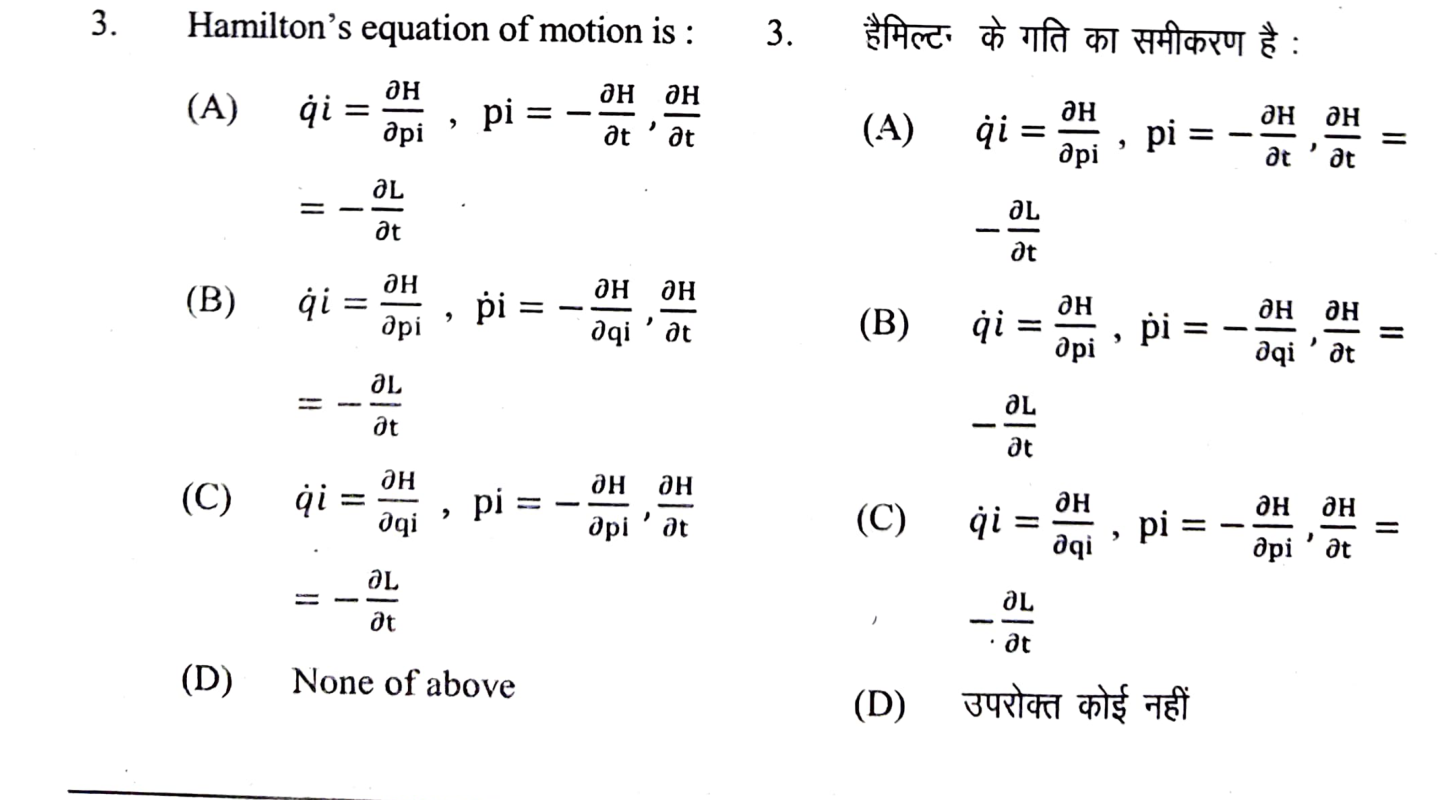 3. Hamilton's equation of motion is :
(A) q̇i = ∂H/∂pi , pi = −∂H/∂t , ∂H/∂t
= −∂L/∂t
(B) q̇i = ∂H/∂pi , ṗi = −∂H/∂qi , ∂H/∂t
= −∂L/∂t
(C) q̇i = ∂H/∂qi , pi = −∂H/∂pi , ∂H/∂t
= −∂L/∂t
(D) None of above
3. के गति का समीकरण है :
(A) q̇i = ∂H/∂pi , pi = −∂H/∂t , ∂H/∂t =
−∂L/∂t
(B) q̇i = ∂H/∂pi , ṗi = −∂H/∂qi , ∂H/∂t =
−∂L/∂t
(C) q̇i = ∂H/∂qi , pi = −∂H/∂pi , ∂H/∂t =
−∂L/∂t
(D) उपरोक्त कोई नहीं